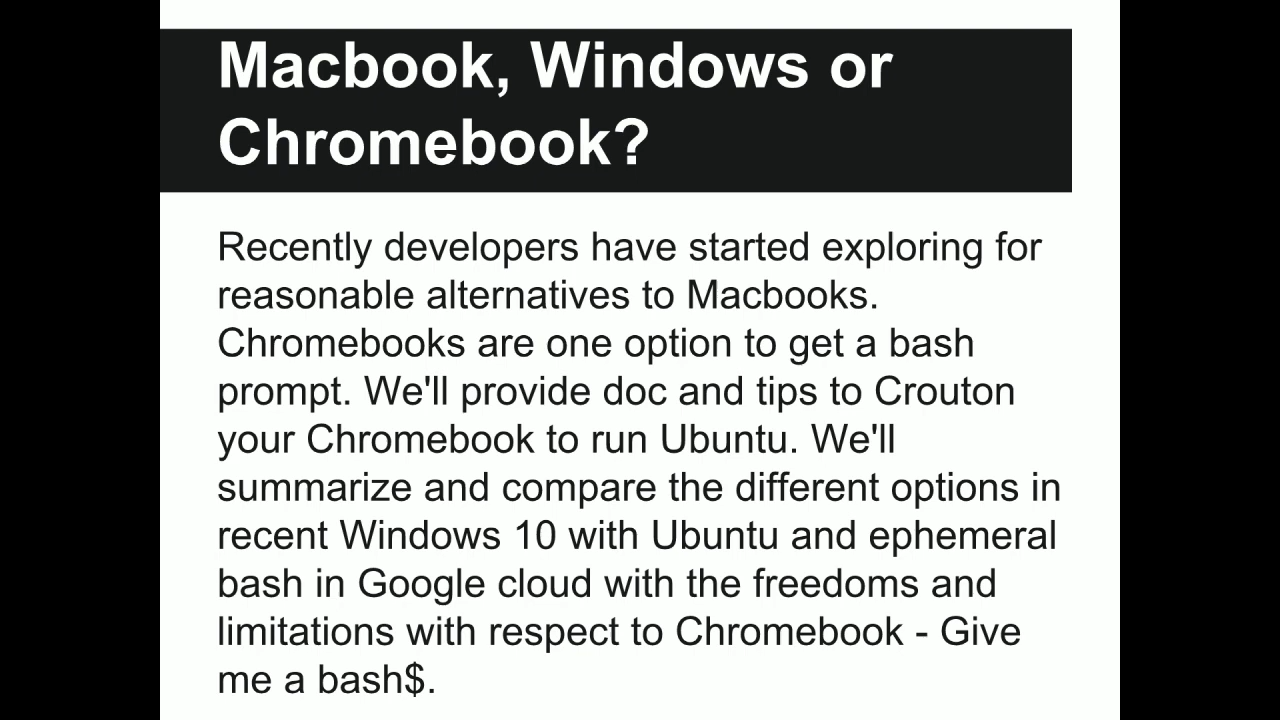 Macbook, Windows or
Chromebook?
Recently developers have started exploring for
reasonable alternatives to Macbooks.
Chromebooks are one option to get a bash
prompt. We'll provide doc and tips to Crouton
your Chromebook to run Ubuntu. We'll
summarize and compare the different options in
recent Windows 10 with Ubuntu and ephemeral
bash in Google cloud with the freedoms and
limitations with respect to Chromebook - Give
me a bash$.